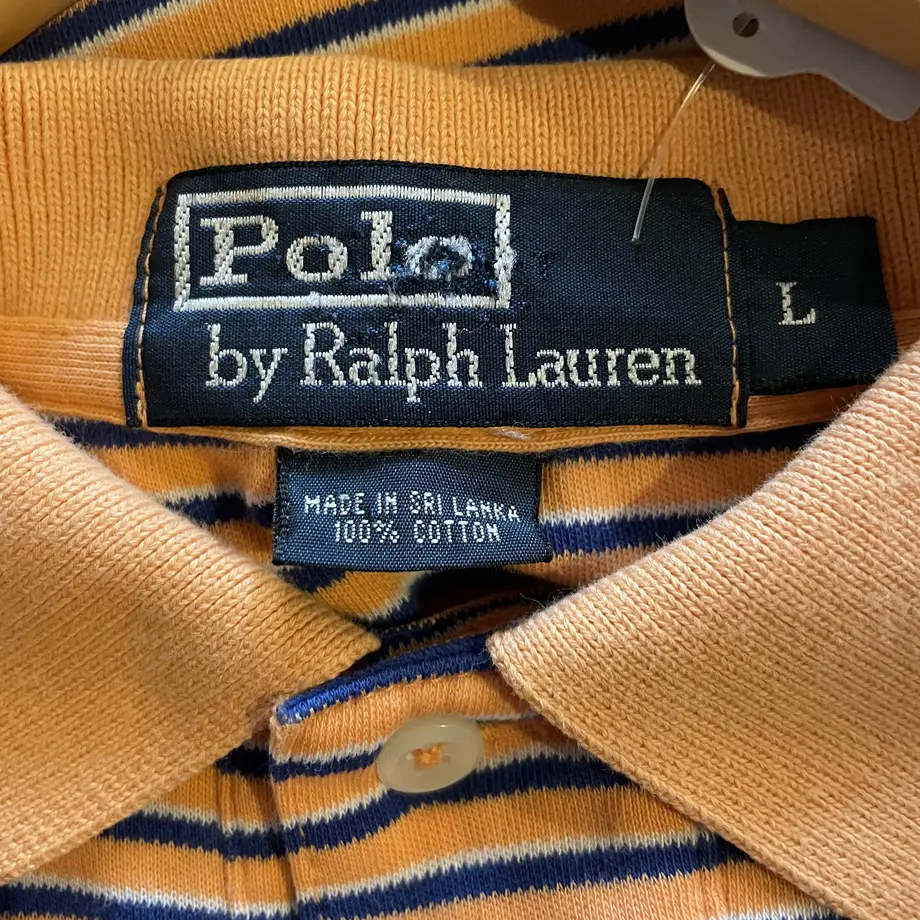 Polo
by Ralph Lauren
L
MADE IN SRI LANKA
100% COTTON